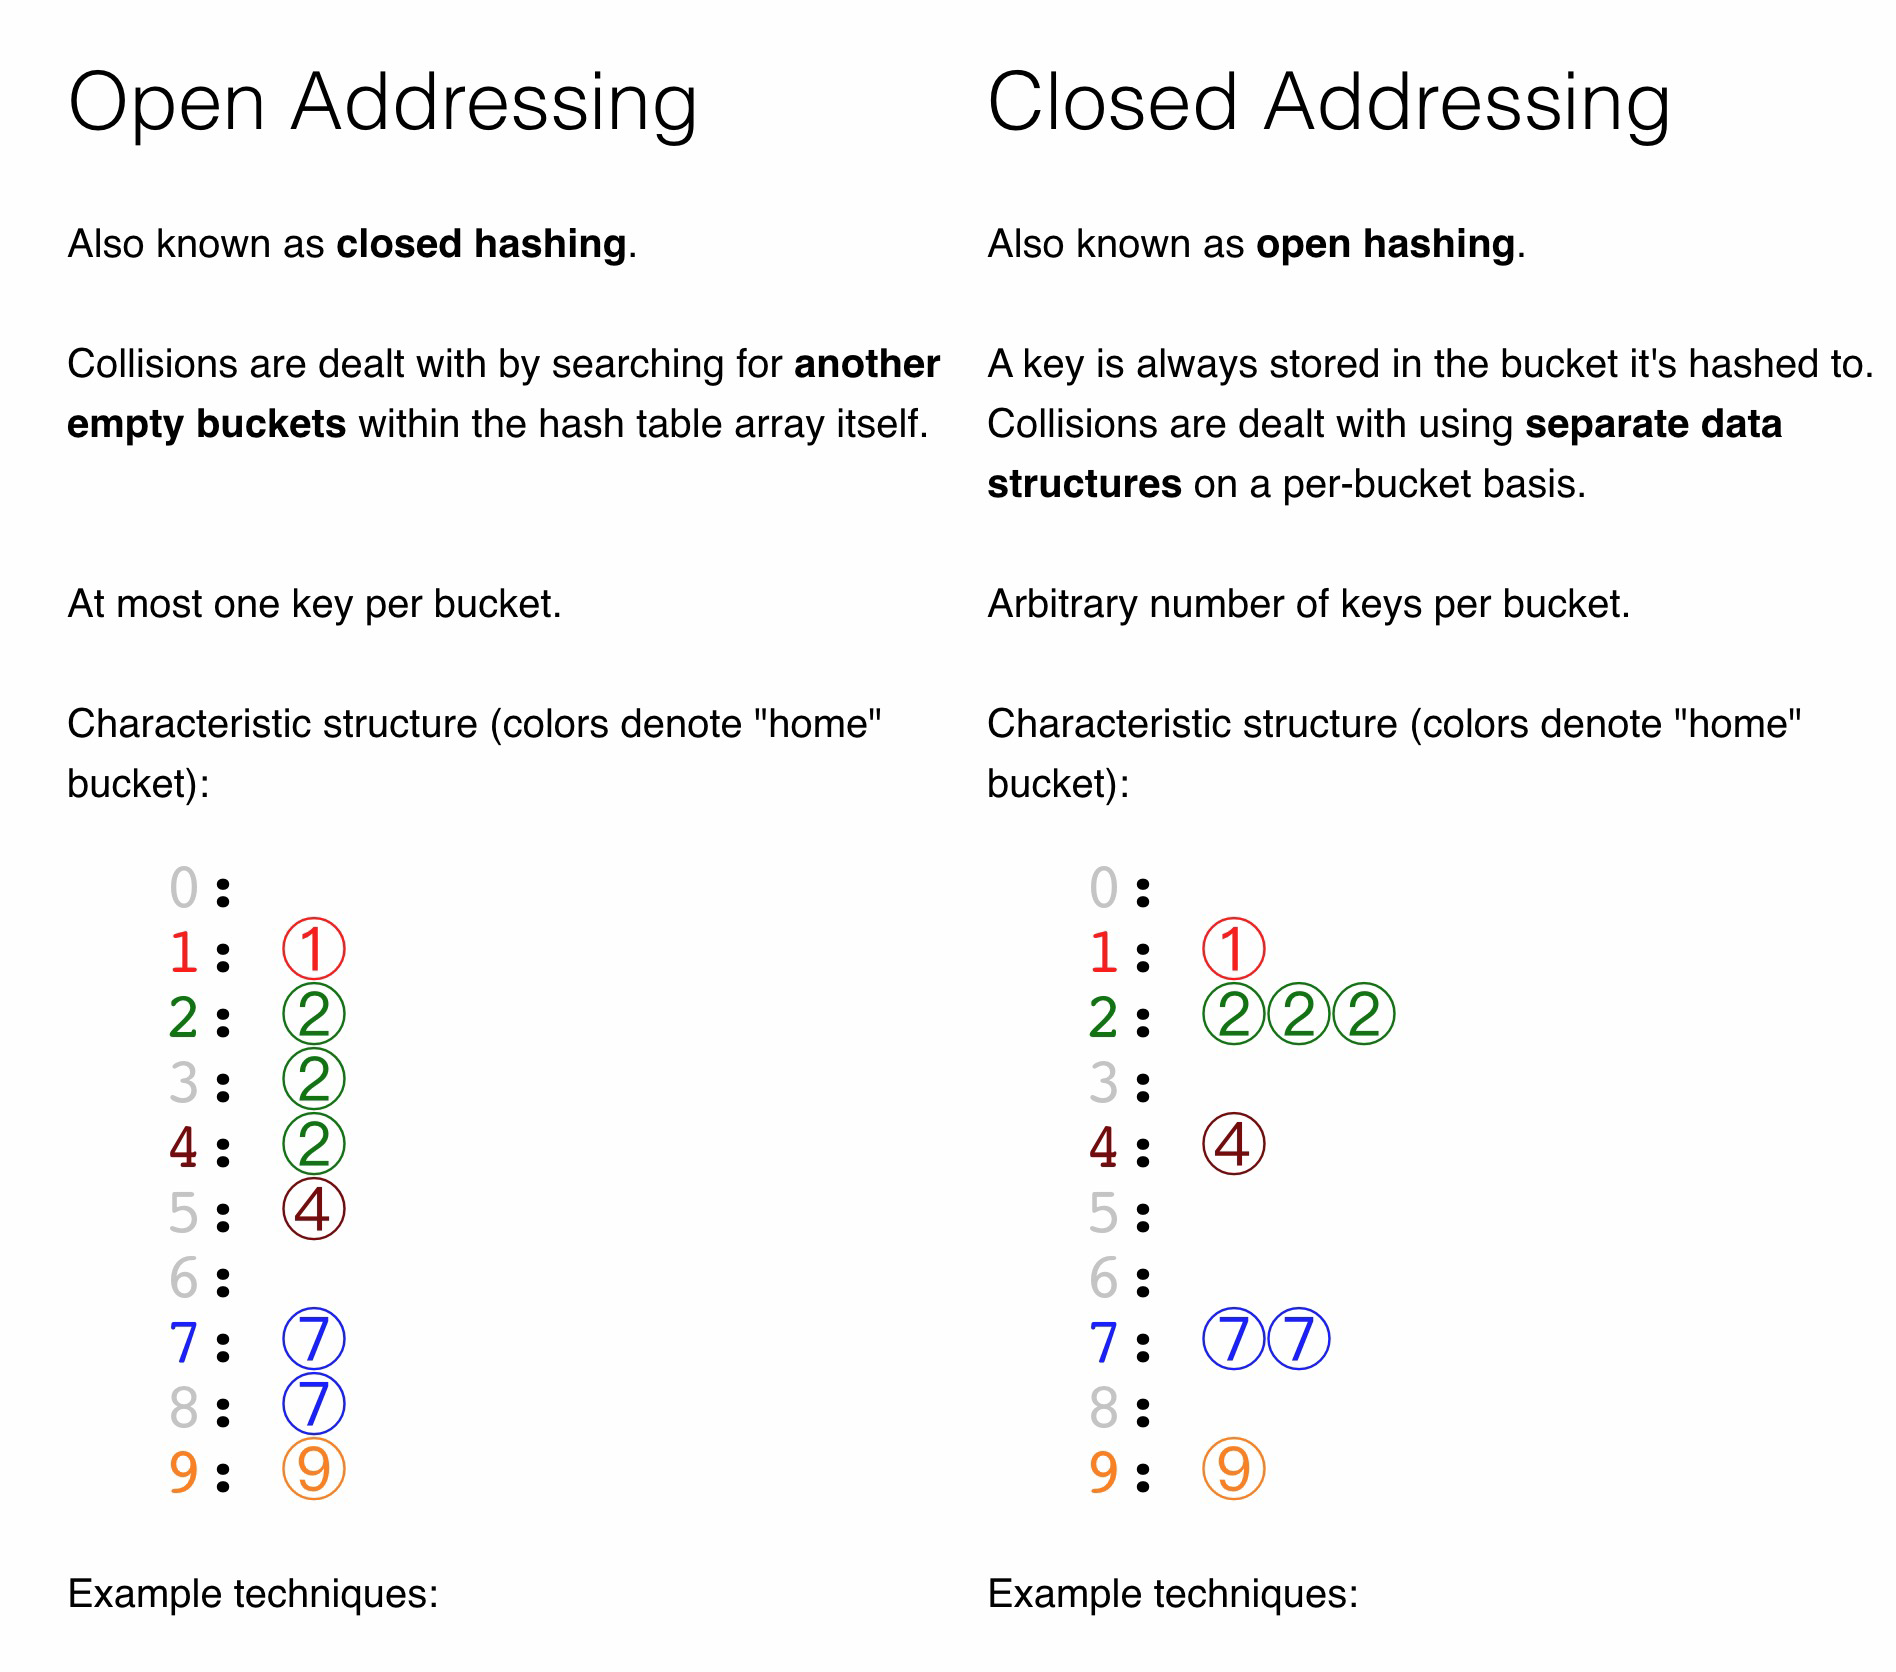 Open Addressing
Also known as closed hashing.
Collisions are dealt with by searching for another
empty buckets within the hash table array itself.
At most one key per bucket.
Characteristic structure (colors denote "home"
bucket):
0:
1: ①
2: ②
3: ②
4: ②
5: ④
6:
7: ⑦
8: ⑦
9: ⑨
Example techniques:
Closed Addressing
Also known as open hashing.
A key is always stored in the bucket it's hashed to.
Collisions are dealt with using separate data
structures on a per-bucket basis.
Arbitrary number of keys per bucket.
Characteristic structure (colors denote "home"
bucket):
0:
1: ①
2: ②②②
3:
4: ④
5:
6:
7: ⑦⑦
8:
9: ⑨
Example techniques: